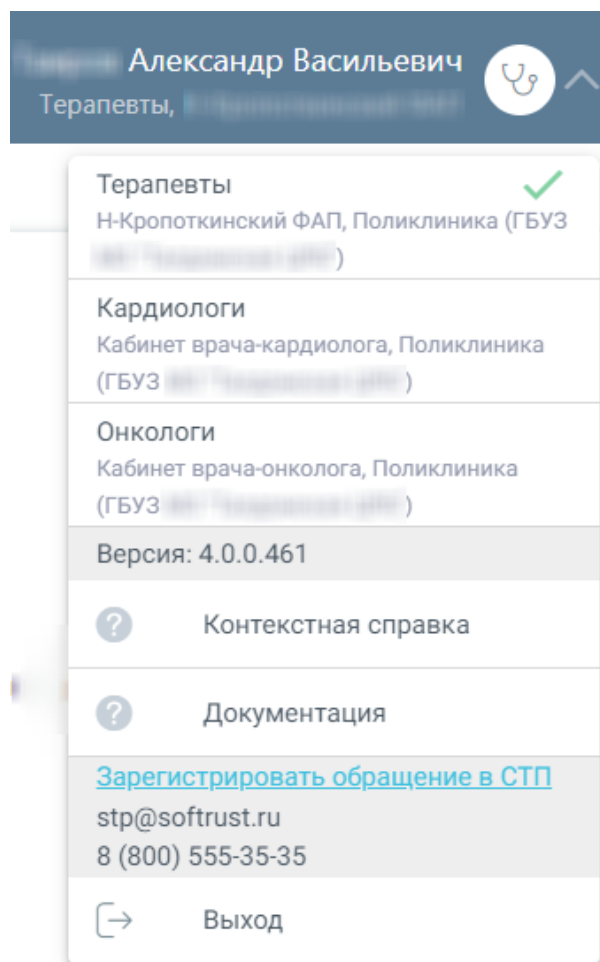 Александр Васильевич
Терапевты,
Терапевты
Н-Кропоткинский ФАП, Поликлиника (ГБУЗ
)
Кардиологи
Кабинет врача-кардиолога, Поликлиника
(ГБУЗ )
Онкологи
Кабинет врача-онколога, Поликлиника
(ГБУЗ )
Версия: 4.0.0.461
Контекстная справка
Документация
Зарегистрировать обращение в СТП
stp@softrust.ru
8 (800) 555-35-35
Выход